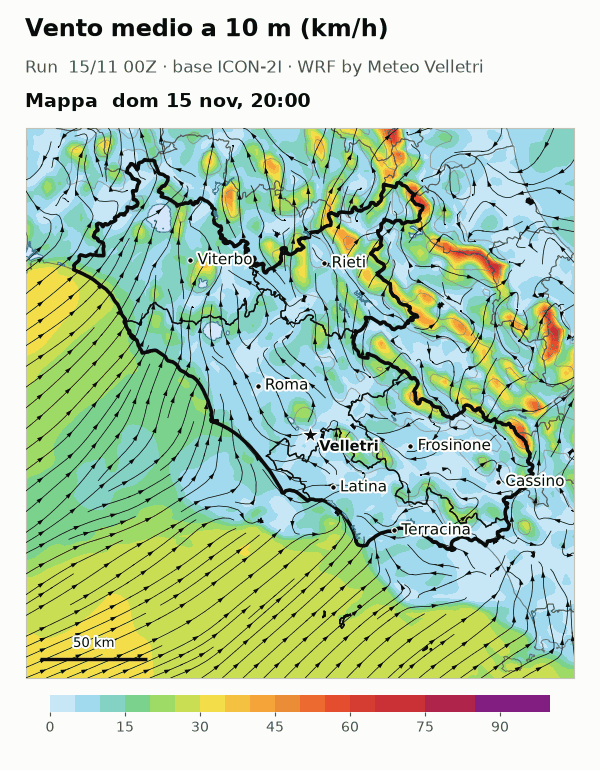 Vento medio a 10 m (km/h)
Run  15/11 00Z · base ICON-2I · WRF by Meteo Velletri
Mappa  dom 15 nov, 20:00
Viterbo
Rieti
Roma
Velletri
Frosinone
Cassino
Latina
Terracina
50 km
0 15 30 45 60 75 90